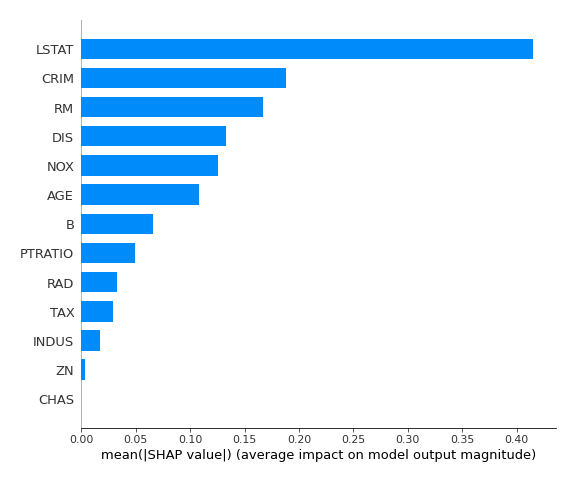 LSTAT
CRIM
RM
DIS
NOX
AGE
B
PTRATIO
RAD
TAX
INDUS
ZN
CHAS
0.00 0.05 0.10 0.15 0.20 0.25 0.30 0.35 0.40
mean(|SHAP value|) (average impact on model output magnitude)